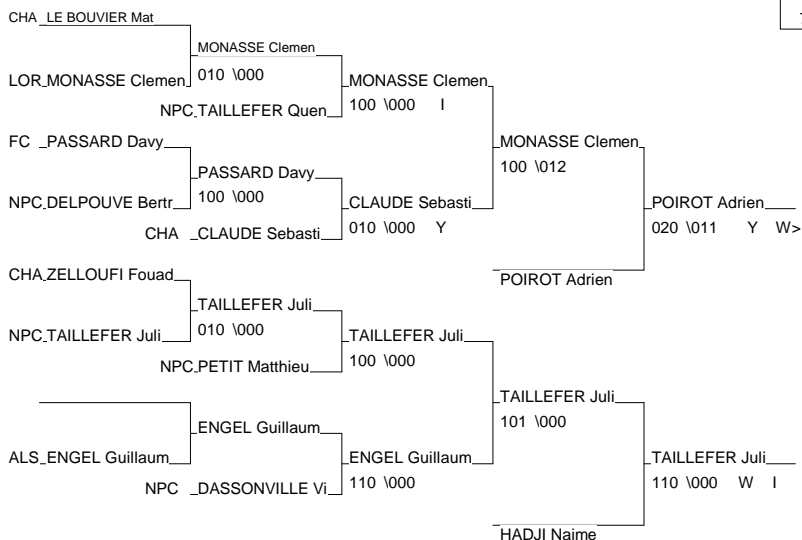 CHA LE BOUVIER Mat
MONASSE Clemen
LOR MONASSE Clemen 010 \000 MONASSE Clemen
NPC TAILLEFER Quen 100 \000 I
FC PASSARD Davy MONASSE Clemen
PASSARD Davy 100 \012
NPC DELPOUVE Bertr 100 \000 CLAUDE Sebasti POIROT Adrien
CHA CLAUDE Sebasti 010 \000 Y 020 \011 Y W>
CHA ZELLOUFI Fouad POIROT Adrien
TAILLEFER Juli
NPC TAILLEFER Juli 010 \000 TAILLEFER Juli
NPC PETIT Matthieu 100 \000
TAILLEFER Juli
ENGEL Guillaum 101 \000
ALS ENGEL Guillaum ENGEL Guillaum TAILLEFER Juli
NPC DASSONVILLE Vi 110 \000 110 \000 W I
HADJI Naime